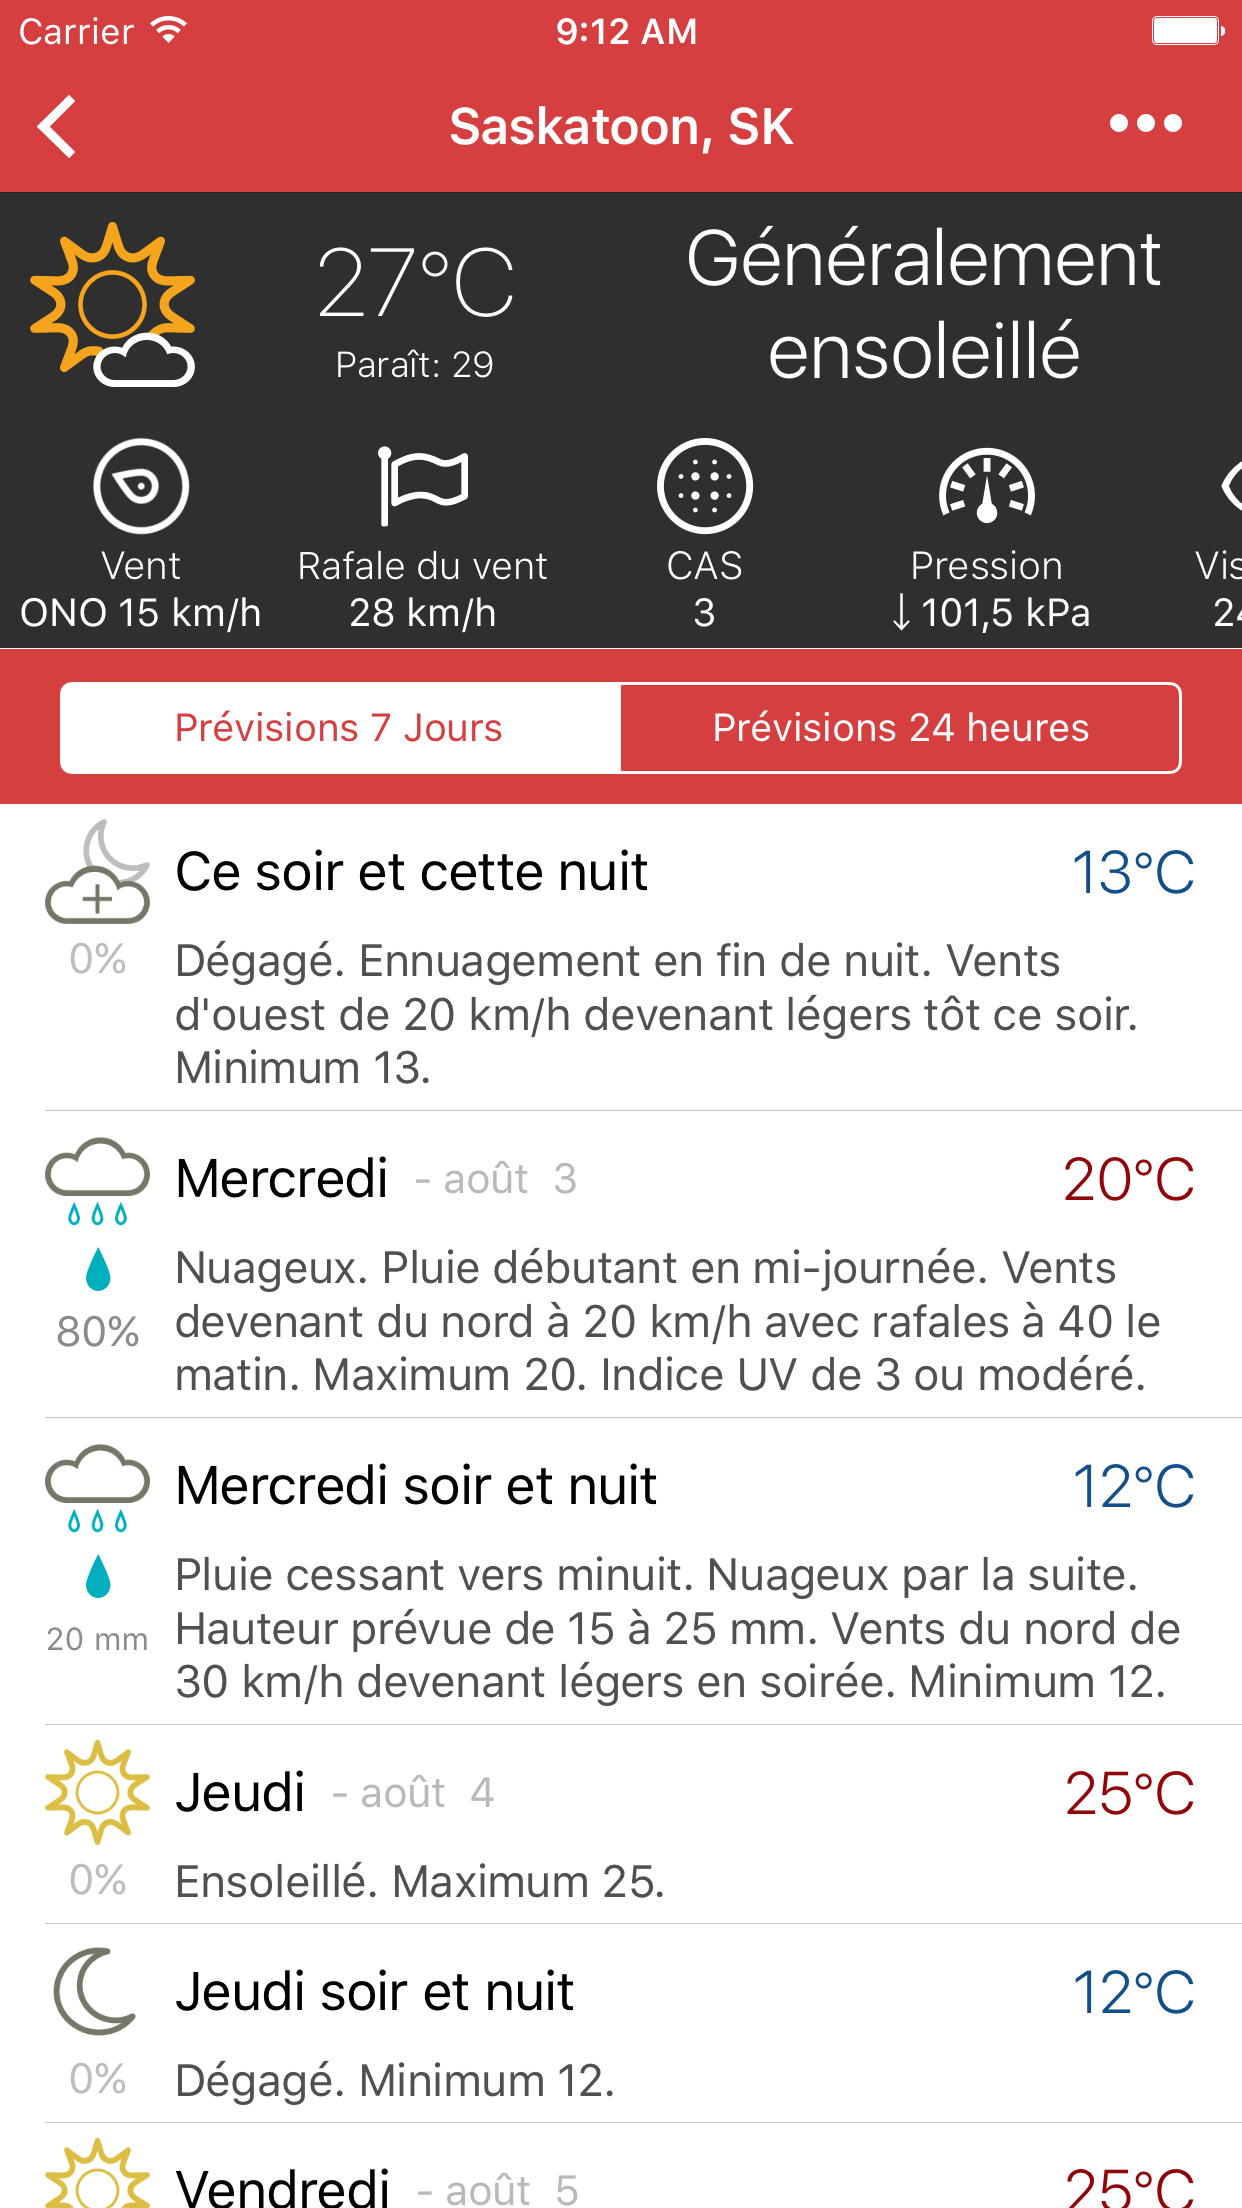 Carrier
9:12 AM
Saskatoon, SK
27°C
Paraît: 29
Généralement
ensoleillé
Vent
ONO 15 km/h
Rafale du vent
28 km/h
CAS
3
Pression
↓ 101,5 kPa
Prévisions 7 Jours
Prévisions 24 heures
Ce soir et cette nuit
13°C
0%
Dégagé. Ennuagement en fin de nuit. Vents
d'ouest de 20 km/h devenant légers tôt ce soir.
Minimum 13.
Mercredi - août 3
20°C
80%
Nuageux. Pluie débutant en mi-journée. Vents
devenant du nord à 20 km/h avec rafales à 40 le
matin. Maximum 20. Indice UV de 3 ou modéré.
Mercredi soir et nuit
12°C
20 mm
Pluie cessant vers minuit. Nuageux par la suite.
Hauteur prévue de 15 à 25 mm. Vents du nord de
30 km/h devenant légers en soirée. Minimum 12.
Jeudi - août 4
25°C
0%
Ensoleillé. Maximum 25.
Jeudi soir et nuit
12°C
0%
Dégagé. Minimum 12.
Vendredi - août 5
25°C